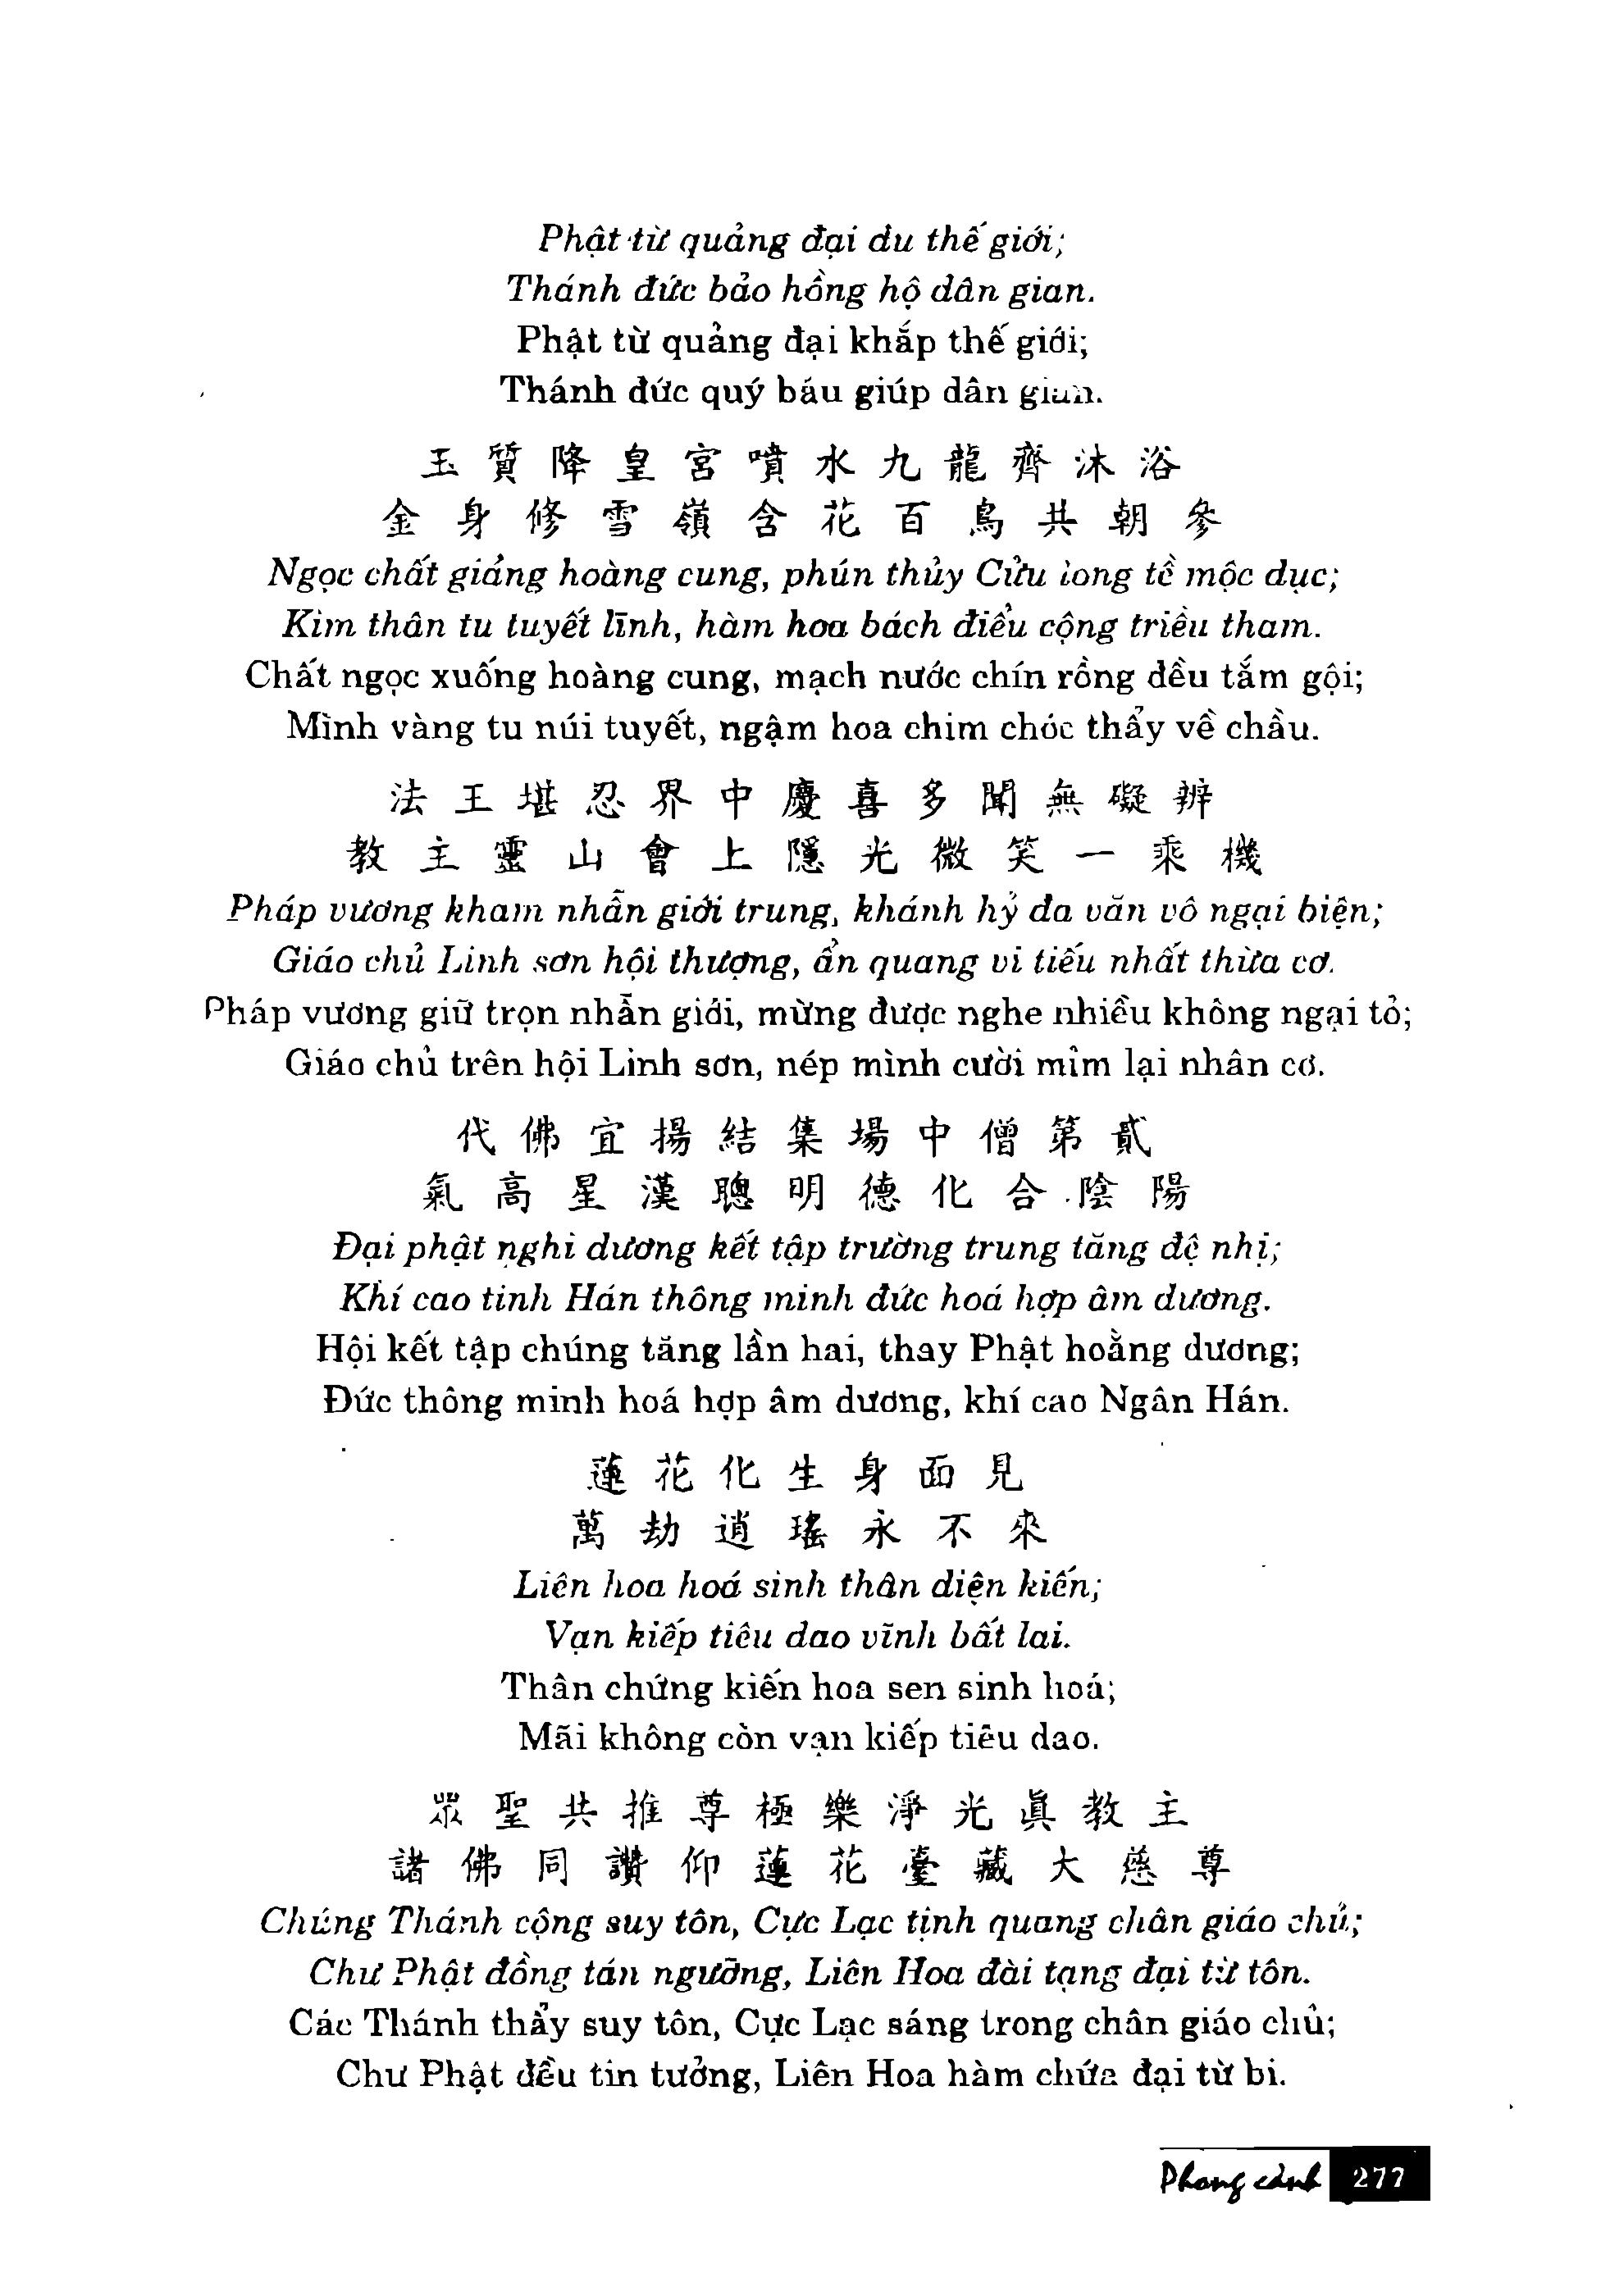 Phật từ quảng đại du thế giới;
Thánh đức bảo hồng hộ dân gian.
Phật từ quảng đại khắp thế giới;
Thánh đức quý báu giúp dân gian.
玉質降皇宮噴水九龍齊沐浴
金身修雪嶺含花百鳥共朝參
Ngọc chất giáng hoàng cung, phún thủy Cửu long tề mộc dục;
Kim thân tu tuyết lĩnh, hàm hoa bách điểu cộng triều tham.
Chất ngọc xuống hoàng cung, mạch nước chín rồng đều tắm gội;
Mình vàng tu núi tuyết, ngậm hoa chim chóc thẩy về chầu.
法王堪忍界中慶喜多聞無礙辨
教主靈山會上隱光微笑一乘機
Pháp vương kham nhẫn giới trung, khánh hỷ đa văn vô ngại biện;
Giáo chủ Linh sơn hội thượng, ẩn quang vi tiếu nhất thừa cơ.
Pháp vương giữ trọn nhẫn giới, mừng được nghe nhiều không ngại tỏ;
Giáo chủ trên hội Linh sơn, nép mình cười mỉm lại nhân cơ.
代佛宜揚結集場中僧第貳
氣高星漢聰明德化合陰陽
Đại phật nghi dương kết tập trường trung tăng đệ nhị;
Khí cao tinh Hán thông minh đức hoá hợp âm dương.
Hội kết tập chúng tăng lần hai, thay Phật hoằng dương;
Đức thông minh hoá hợp âm dương, khí cao Ngân Hán.
蓮花化生身面見
萬劫逍瑤永不來
Liên hoa hoá sinh thân diện kiến;
Vạn kiếp tiêu dao vĩnh bất lai.
Thân chứng kiến hoa sen sinh hoá;
Mãi không còn vạn kiếp tiêu dao.
眾聖共推尊極樂淨光眞教主
諸佛同讚仰蓮花臺藏大慈尊
Chúng Thánh cộng suy tôn, Cực Lạc tịnh quang chân giáo chủ;
Chư Phật đồng tán ngưỡng, Liên Hoa đài tạng đại từ tôn.
Các Thánh thẩy suy tôn, Cực Lạc sáng trong chân giáo chủ;
Chư Phật đều tin tưởng, Liên Hoa hàm chứa đại từ bi.
Phong cảnh 277